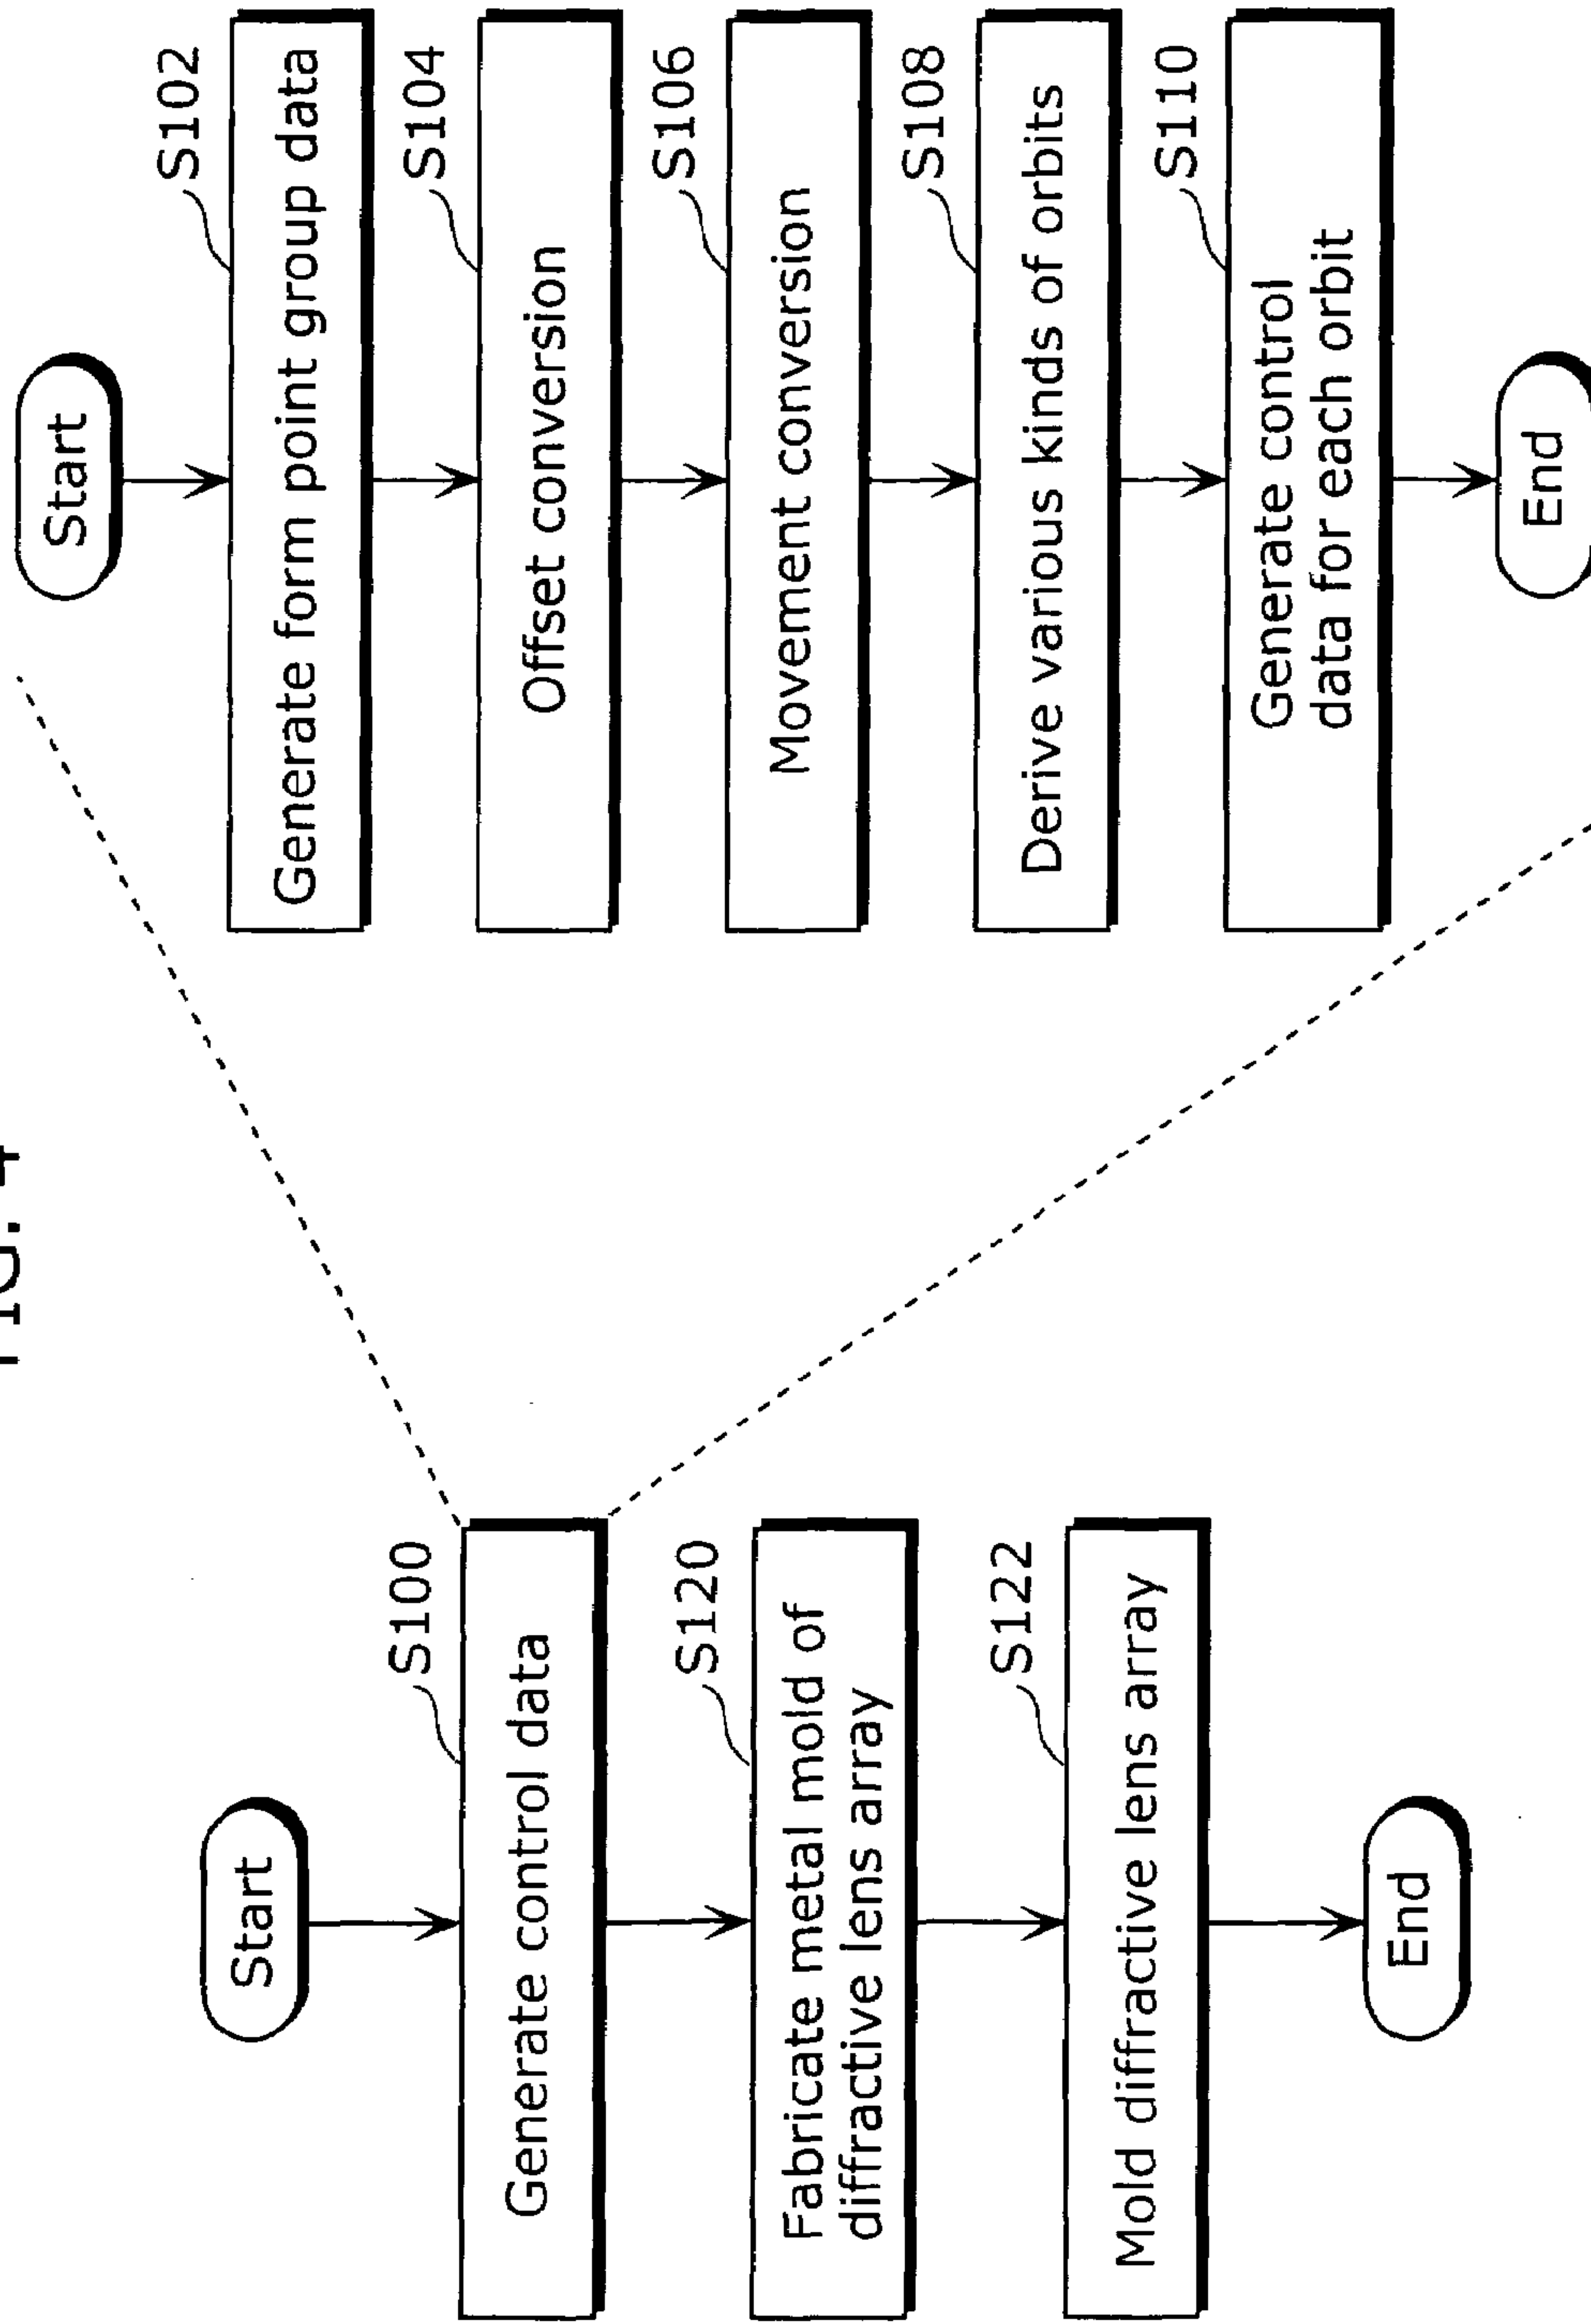 Start
S100
Generate control data
S120
Fabricate metal mold of
diffractive lens array
S122
Mold diffractive lens array
End
Start
S102
Generate form point group data
S104
Offset conversion
S106
Movement conversion
S108
Derive various kinds of orbits
S110
Generate control
data for each orbit
End